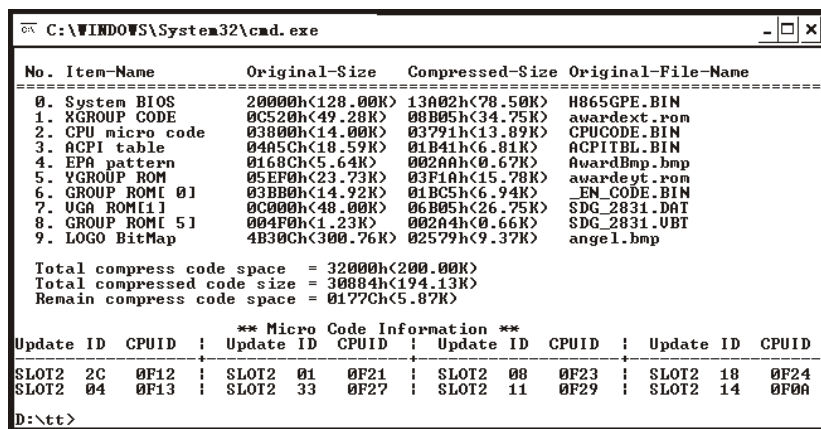 C:\WINDOWS\System32\cmd.exe
No. Item-Name Original-Size Compressed-Size Original-File-Name
================================================================================
0. System BIOS 20000h(128.00K) 13A02h(78.50K) H865GPE.BIN
1. XGROUP CODE 0C520h(49.28K) 08B05h(34.75K) awardext.rom
2. CPU micro code 03800h(14.00K) 03791h(13.89K) CPUCODE.BIN
3. ACPI table 04A5Ch(18.59K) 01B41h(6.81K) ACPITBL.BIN
4. EPA pattern 0168Ch(5.64K) 002AAh(0.67K) AwardBmp.bmp
5. YGROUP ROM 05EF0h(23.73K) 03F1Ah(15.78K) awardeyt.rom
6. GROUP ROM[ 0] 03BB0h(14.92K) 01BC5h(6.94K) _EN_CODE.BIN
7. VGA ROM[1] 0C000h(48.00K) 06B05h(26.75K) SDG_2831.DAT
8. GROUP ROM[ 5] 004F0h(1.23K) 002A4h(0.66K) SDG_2831.VBT
9. LOGO BitMap 4B30Ch(300.76K) 02579h(9.37K) angel.bmp
Total compress code space = 32000h(200.00K)
Total compressed code size = 30884h(194.13K)
Remain compress code space = 0177Ch(5.87K)
** Micro Code Information **
Update ID CPUID | Update ID CPUID | Update ID CPUID | Update ID CPUID
------------------+--------------------+--------------------+-------------------
SLOT2 2C 0F12 | SLOT2 01 0F21 | SLOT2 08 0F23 | SLOT2 18 0F24
SLOT2 04 0F13 | SLOT2 33 0F27 | SLOT2 11 0F29 | SLOT2 14 0F0A
D:\tt>